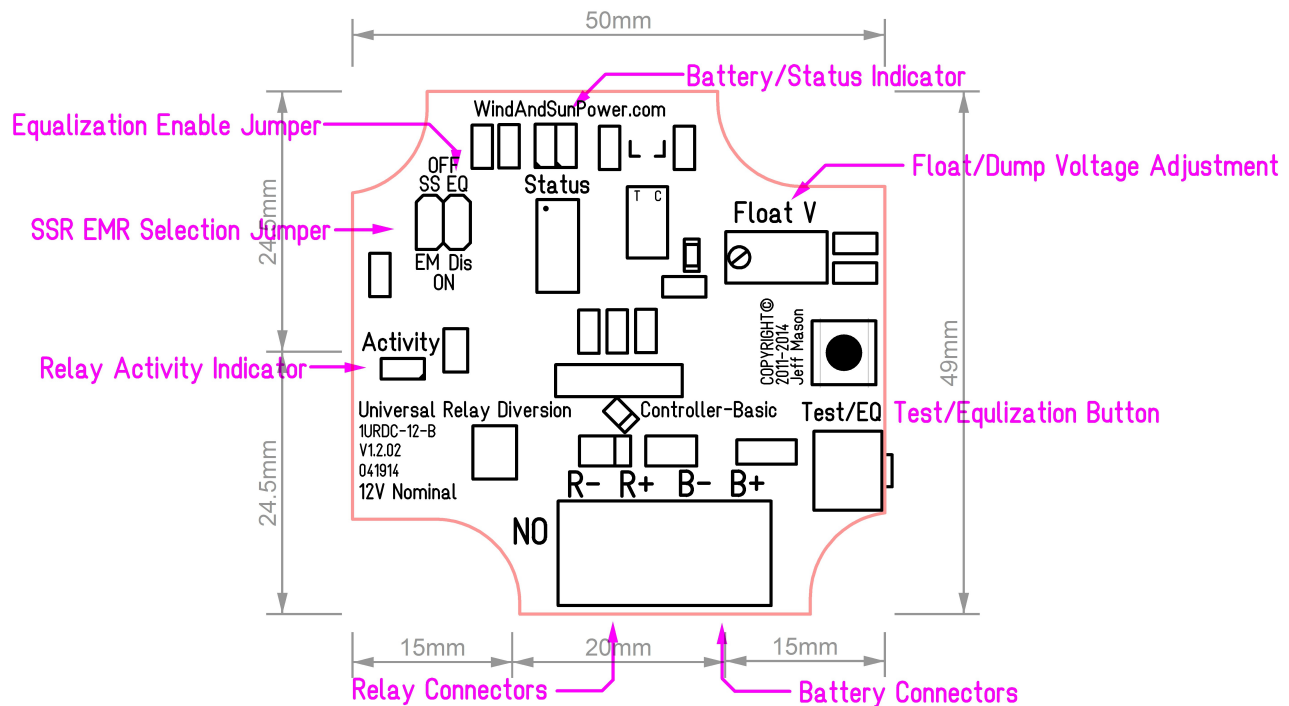 50mm
Battery/Status Indicator
WindAndSunPower.com
Equalization Enable Jumper
OFF
SS EQ
Status
T C
Float/Dump Voltage Adjustment
Float V
SSR EMR Selection Jumper
24.5mm
EM Dis
ON
COPYRIGHT©
2011-2014
Jeff Mason
49mm
Activity
Relay Activity Indicator
Universal Relay Diversion
Controller-Basic
Test/EQ
Test/Equlization Button
1URDC-12-B
V1.2.02
041914
12V Nominal
24.5mm
R- R+ B- B+
NO
15mm
20mm
15mm
Relay Connectors
Battery Connectors